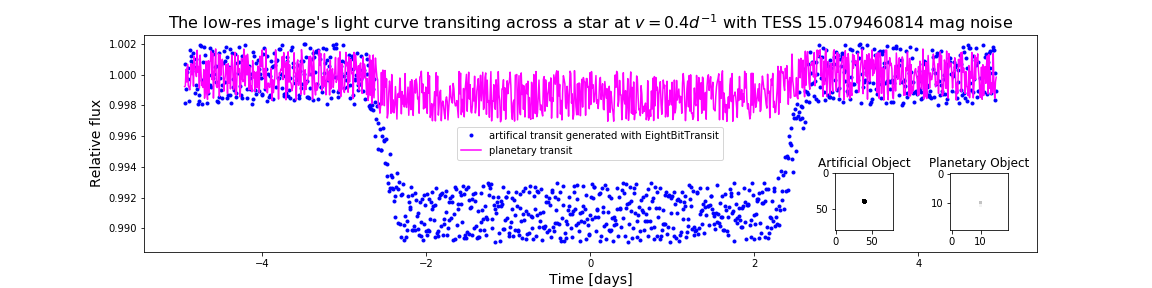 The low-res image's light curve transiting across a star at v = 0.4d⁻¹ with TESS 15.079460814 mag noise
Relative flux
1.002
1.000
0.998
0.996
0.994
0.992
0.990
artifical transit generated with EightBitTransit
planetary transit
Artificial Object
0
50
0 50
Planetary Object
0
10
0 10
−4 −2 0 2 4
Time [days]